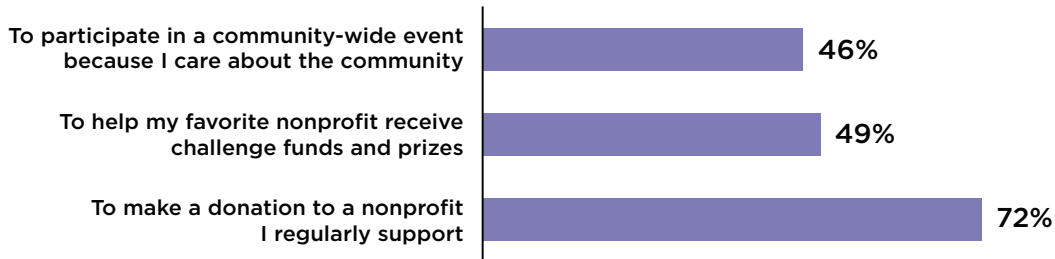 To participate in a community-wide event
because I care about the community
46%
To help my favorite nonprofit receive
challenge funds and prizes
49%
To make a donation to a nonprofit
I regularly support
72%